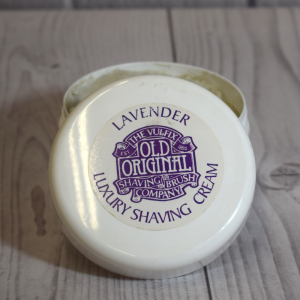 LAVENDER
THE VULFIX
OLD
ORIGINAL
SHAVING BRUSH
COMPANY
LUXURY SHAVING CREAM